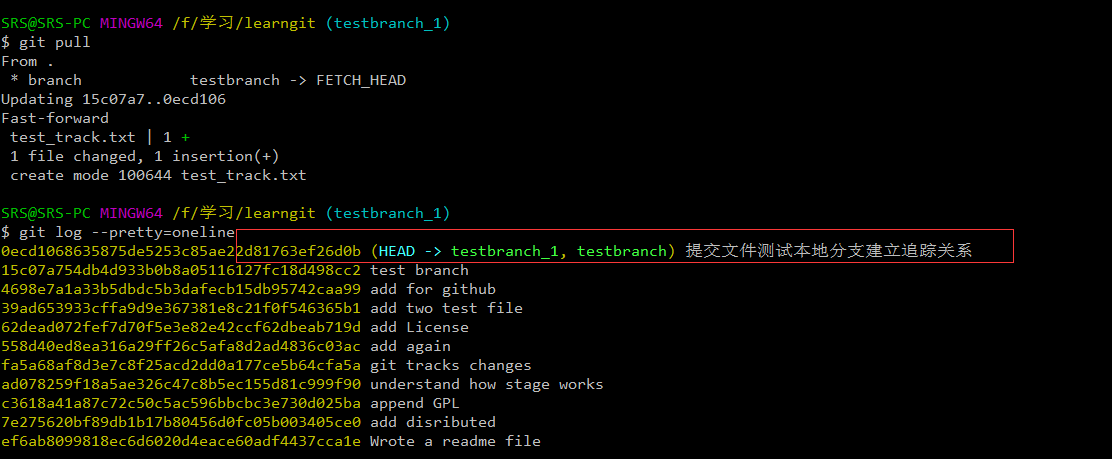 SRS@SRS-PC MINGW64 /f/学习/learngit (testbranch_1)
$ git pull
From .
 * branch            testbranch -> FETCH_HEAD
Updating 15c07a7..0ecd106
Fast-forward
 test_track.txt | 1 +
 1 file changed, 1 insertion(+)
 create mode 100644 test_track.txt
SRS@SRS-PC MINGW64 /f/学习/learngit (testbranch_1)
$ git log --pretty=oneline
0ecd1068635875de5253c85ae22d81763ef26d0b (HEAD -> testbranch_1, testbranch) 提交文件测试本地分支建立追踪关系
15c07a754db4d933b0b8a05116127fc18d498cc2 test branch
4698e7a1a33b5dbdc5b3dafecb15db95742caa99 add for github
39ad653933cffa9d9e367381e8c21f0f546365b1 add two test file
62dead072fef7d70f5e3e82e42ccf62dbeab719d add License
558d40ed8ea316a29ff26c5afa8d2ad4836c03ac add again
fa5a68af8d3e7c8f25acd2dd0a177ce5b64cfa5a git tracks changes
ad078259f18a5ae326c47c8b5ec155d81c999f90 understand how stage works
c3618a41a87c72c50c5ac596bbcbc3e730d025ba append GPL
7e275620bf89db1b17b80456d0fc05b003405ce0 add disributed
ef6ab8099818ec6d6020d4eace60adf4437cca1e Wrote a readme file